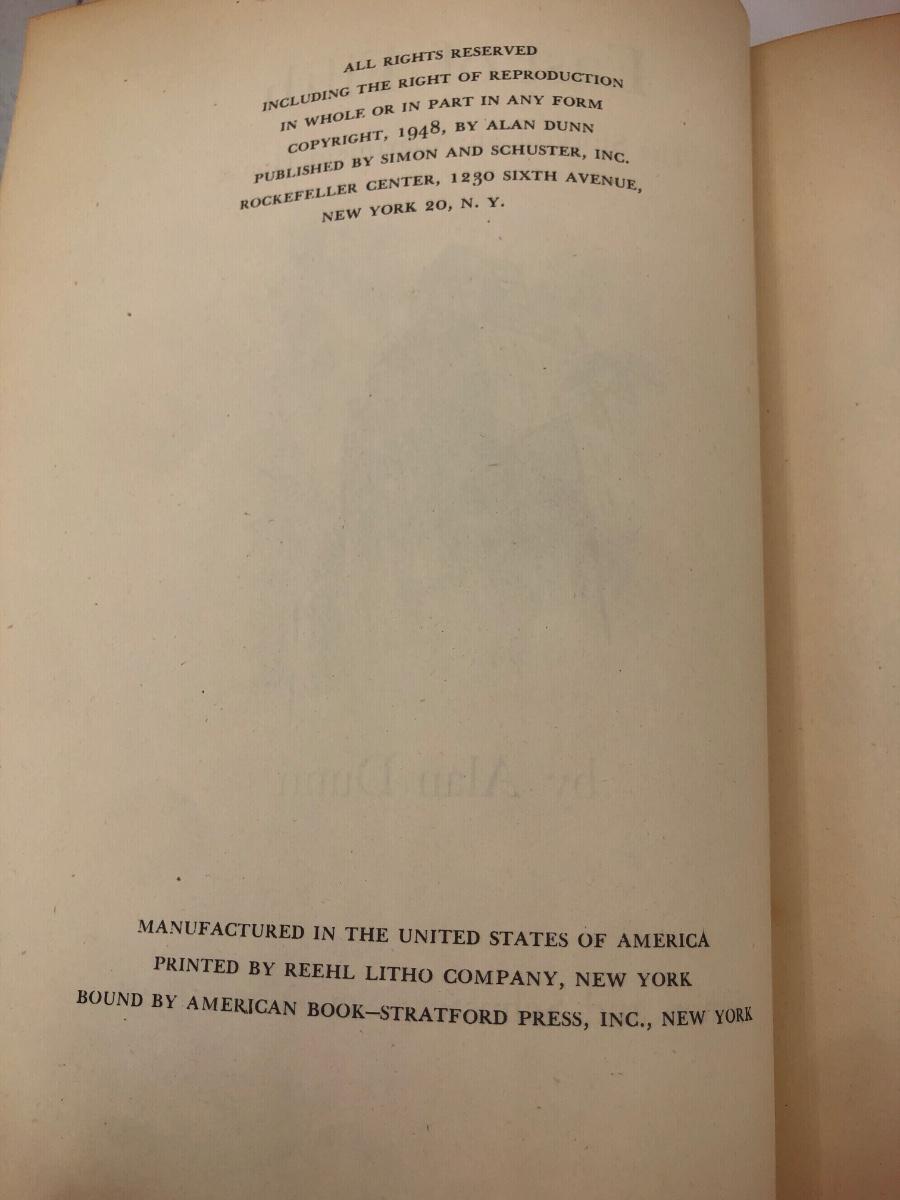 ALL RIGHTS RESERVED
INCLUDING THE RIGHT OF REPRODUCTION
IN WHOLE OR IN PART IN ANY FORM
COPYRIGHT, 1948, BY ALAN DUNN
PUBLISHED BY SIMON AND SCHUSTER, INC.
ROCKEFELLER CENTER, 1230 SIXTH AVENUE,
NEW YORK 20, N. Y.
by Alan Dunn
MANUFACTURED IN THE UNITED STATES OF AMERICA
PRINTED BY REEHL LITHO COMPANY, NEW YORK
BOUND BY AMERICAN BOOK—STRATFORD PRESS, INC., NEW YORK